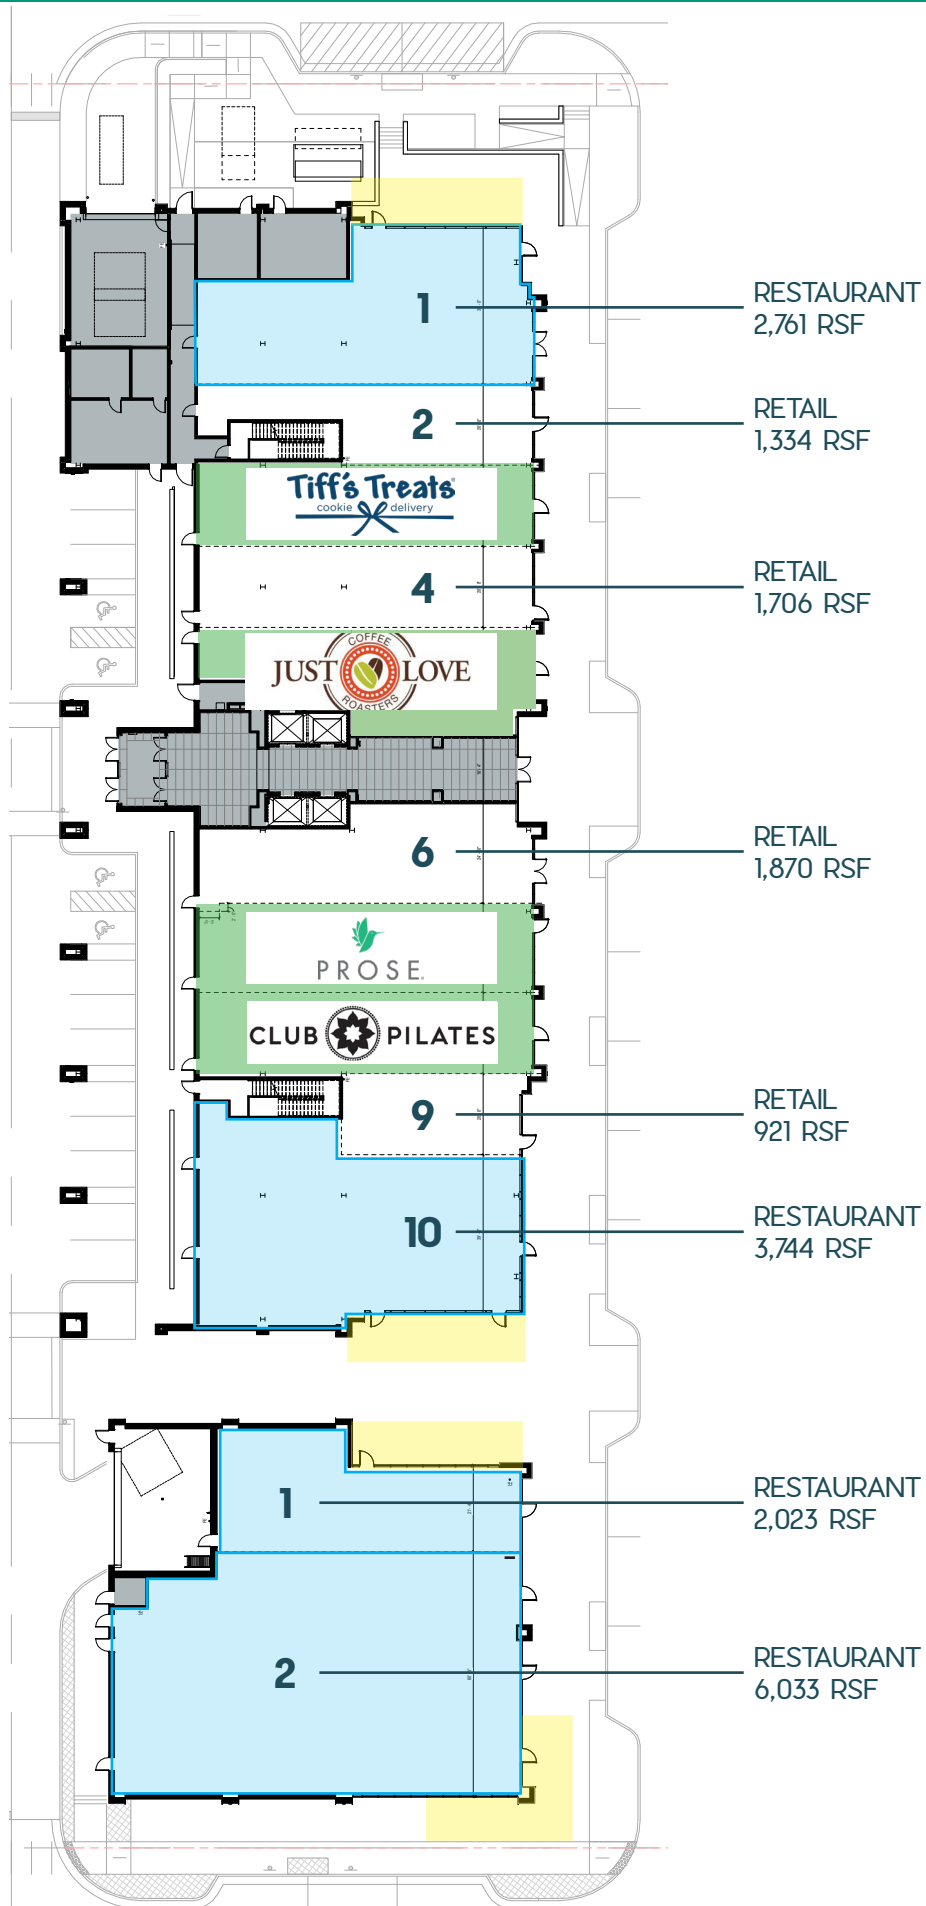 1
RESTAURANT
2,761 RSF
2
RETAIL
1,334 RSF
Tiff's Treats
cookie delivery
4
RETAIL
1,706 RSF
COFFEE
JUST LOVE
ROASTERS
6
RETAIL
1,870 RSF
PROSE
CLUB PILATES
9
RETAIL
921 RSF
10
RESTAURANT
3,744 RSF
1
RESTAURANT
2,023 RSF
2
RESTAURANT
6,033 RSF